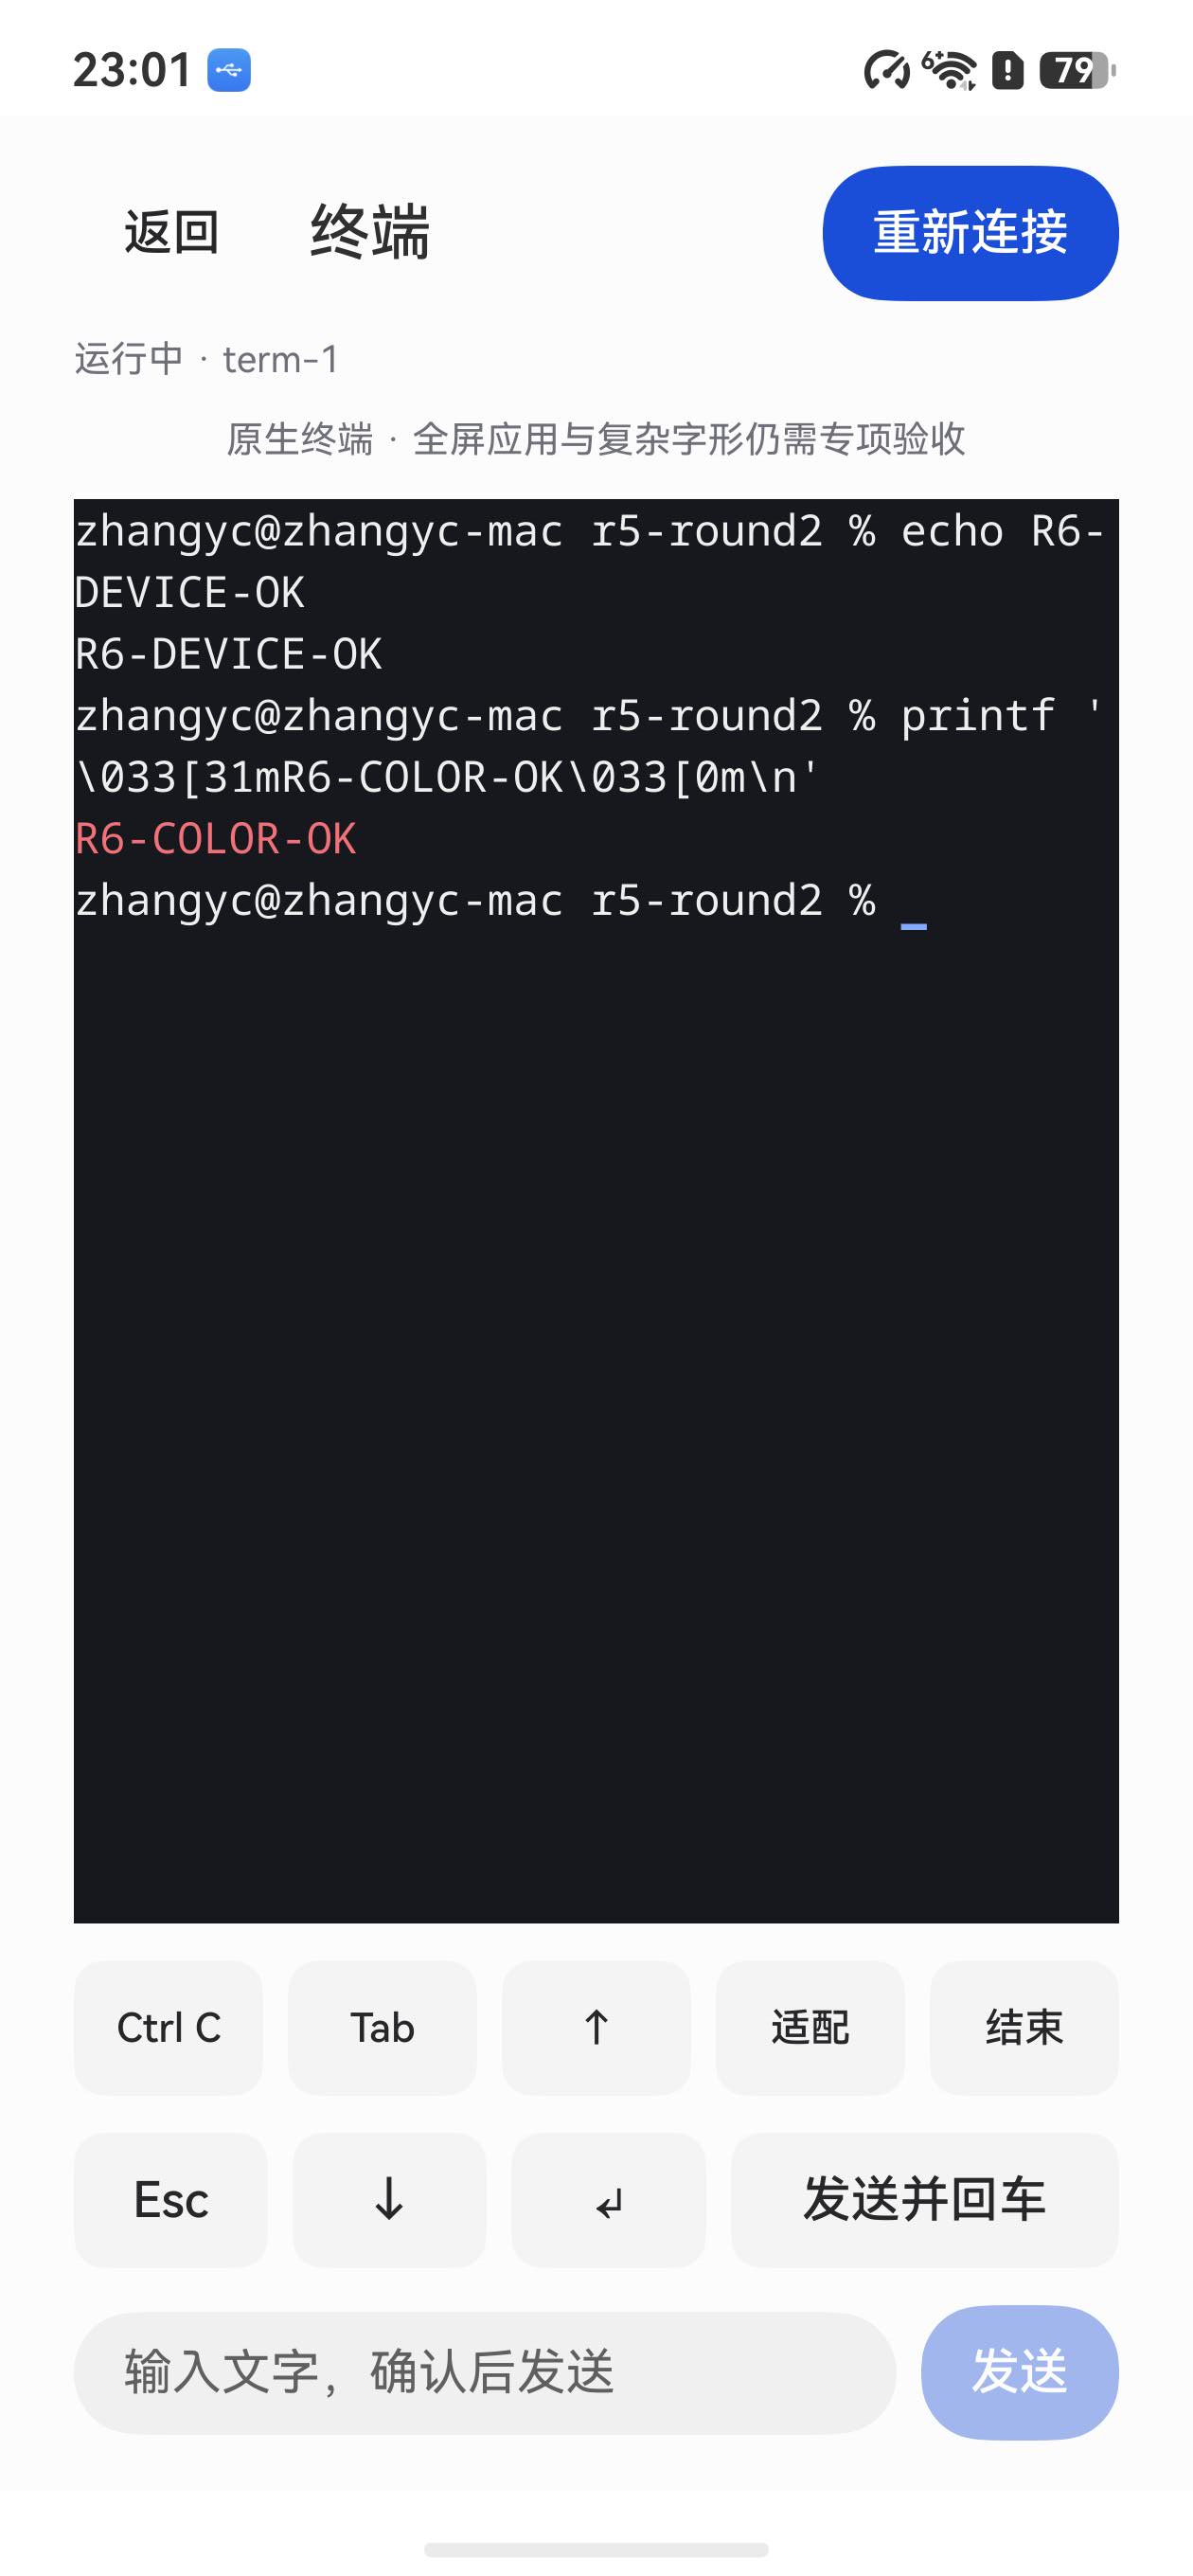 23:01
79
返回
终端
重新连接
运行中 · term-1
原生终端 · 全屏应用与复杂字形仍需专项验收
zhangyc@zhangyc-mac r5-round2 % echo R6-
DEVICE-OK
R6-DEVICE-OK
zhangyc@zhangyc-mac r5-round2 % printf '
\033[31mR6-COLOR-OK\033[0m\n'
R6-COLOR-OK
zhangyc@zhangyc-mac r5-round2 % _
Ctrl C
Tab
↑
适配
结束
Esc
↓
↲
发送并回车
输入文字，确认后发送
发送